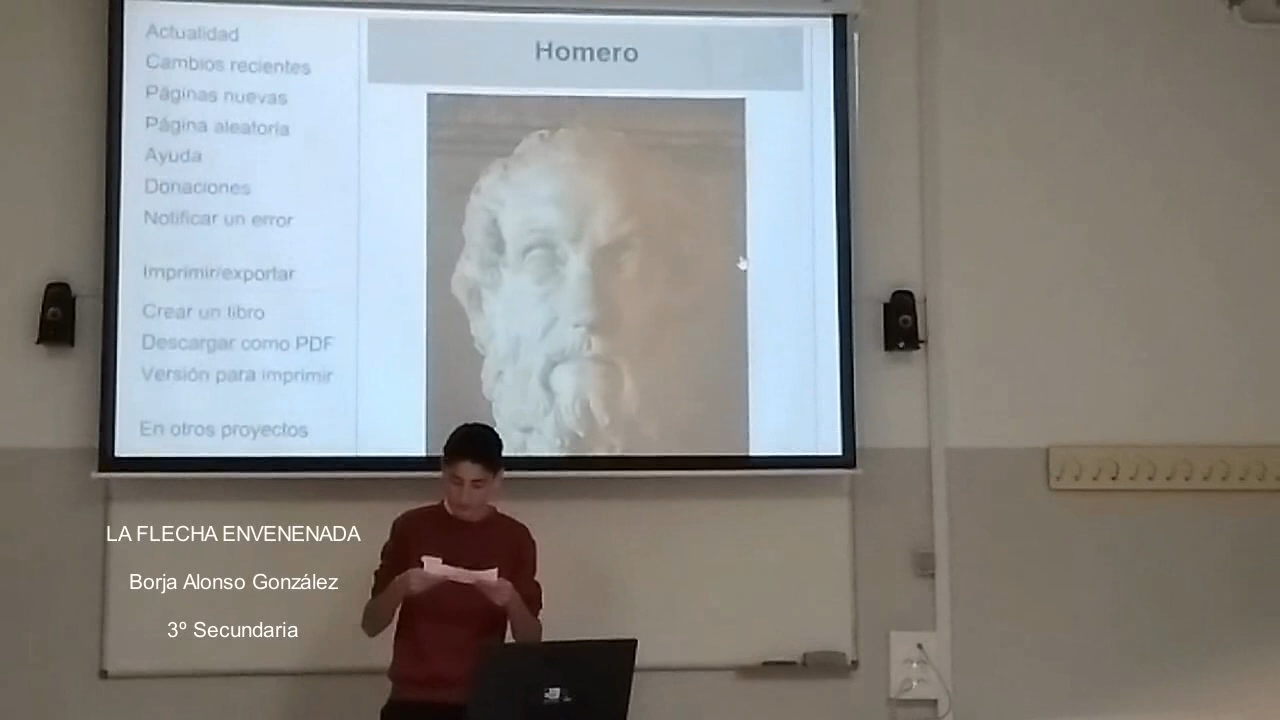 Homero
Actualidad
Cambios recientes
Páginas nuevas
Página aleatoria
Ayuda
Donaciones
Notificar un error
Imprimir/exportar
Crear un libro
Descargar como PDF
Versión para imprimir
En otros proyectos
LA FLECHA ENVENENADA
Borja Alonso González
3º Secundaria